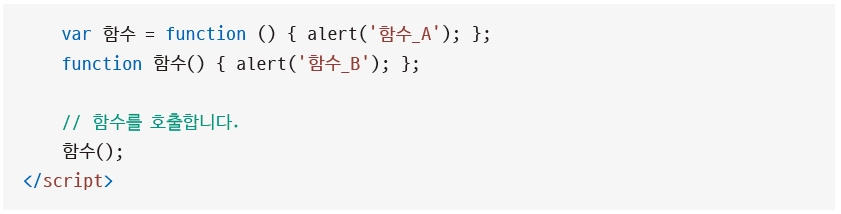 var 함수 = function () { alert('함수_A'); };
function 함수() { alert('함수_B'); };
// 함수를 호출합니다.
함수();
</script>